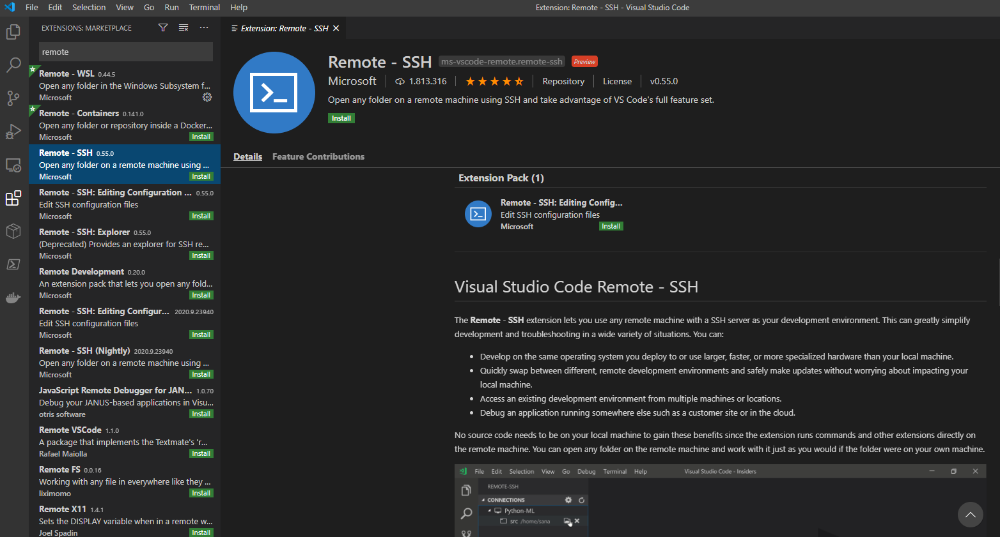 File Edit Selection View Go Run Terminal Help
Extension: Remote - SSH - Visual Studio Code
EXTENSIONS: MARKETPLACE
remote
Remote - WSL 0.44.5
Open any folder in the Windows Subsystem f...
Microsoft
Remote - Containers 0.141.0
Open any folder or repository inside a Docker...
Microsoft Install
Remote - SSH 0.55.0
Open any folder on a remote machine using ...
Microsoft Install
Remote - SSH: Editing Configuration ... 0.55.0
Edit SSH configuration files
Microsoft Install
Remote - SSH: Explorer 0.55.0
(Deprecated) Provides an explorer for SSH re...
Microsoft Install
Remote Development 0.20.0
An extension pack that lets you open any fold...
Microsoft Install
Remote - SSH: Editing Configur... 2020.9.23940
Edit SSH configuration files
Microsoft Install
Remote - SSH (Nightly) 2020.9.23940
Open any folder on a remote machine using ...
Microsoft Install
JavaScript Remote Debugger for JAN... 1.0.70
Debug your JANUS-based applications in Visu...
otris software Install
Remote VSCode 1.1.0
A package that implements the Textmate's 'r...
Rafael Maiolla Install
Remote FS 0.0.16
Working with any file in everywhere like they ...
liximomo Install
Remote X11 1.4.1
Sets the DISPLAY variable when in a remote w...
Joel Spadin Install
Extension: Remote - SSH
Remote - SSH ms-vscode-remote.remote-ssh Preview
Microsoft 1.813.316 Repository License v0.55.0
Open any folder on a remote machine using SSH and take advantage of VS Code's full feature set.
Install
Details Feature Contributions
Extension Pack (1)
Remote - SSH: Editing Config...
Edit SSH configuration files
Microsoft Install
Visual Studio Code Remote - SSH
The Remote - SSH extension lets you use any remote machine with a SSH server as your development environment. This can greatly simplify
development and troubleshooting in a wide variety of situations. You can:
• Develop on the same operating system you deploy to or use larger, faster, or more specialized hardware than your local machine.
• Quickly swap between different, remote development environments and safely make updates without worrying about impacting your
local machine.
• Access an existing development environment from multiple machines or locations.
• Debug an application running somewhere else such as a customer site or in the cloud.
No source code needs to be on your local machine to gain these benefits since the extension runs commands and other extensions directly on
the remote machine. You can open any folder on the remote machine and work with it just as you would if the folder were on your own machine.
File Edit Selection View Go Debug Terminal Help Visual Studio Code - Insiders
REMOTE-SSH
CONNECTIONS
Python-ML
src /home/sana